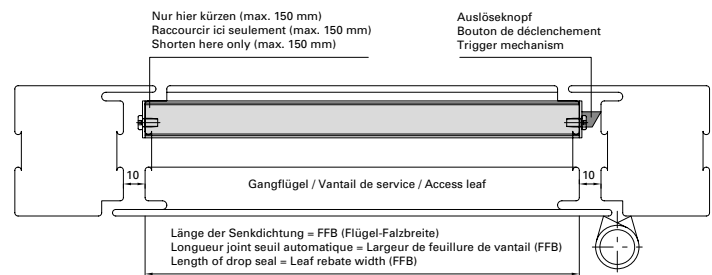 Nur hier kürzen (max. 150 mm)
Raccourcir ici seulement (max. 150 mm)
Shorten here only (max. 150 mm)
Auslöseknopf
Bouton de déclenchement
Trigger mechanism
10
Gangflügel / Vantail de service / Access leaf
10
Länge der Senkdichtung = FFB (Flügel-Falzbreite)
Longueur joint seuil automatique = Largeur de feuillure de vantail (FFB)
Length of drop seal = Leaf rebate width (FFB)